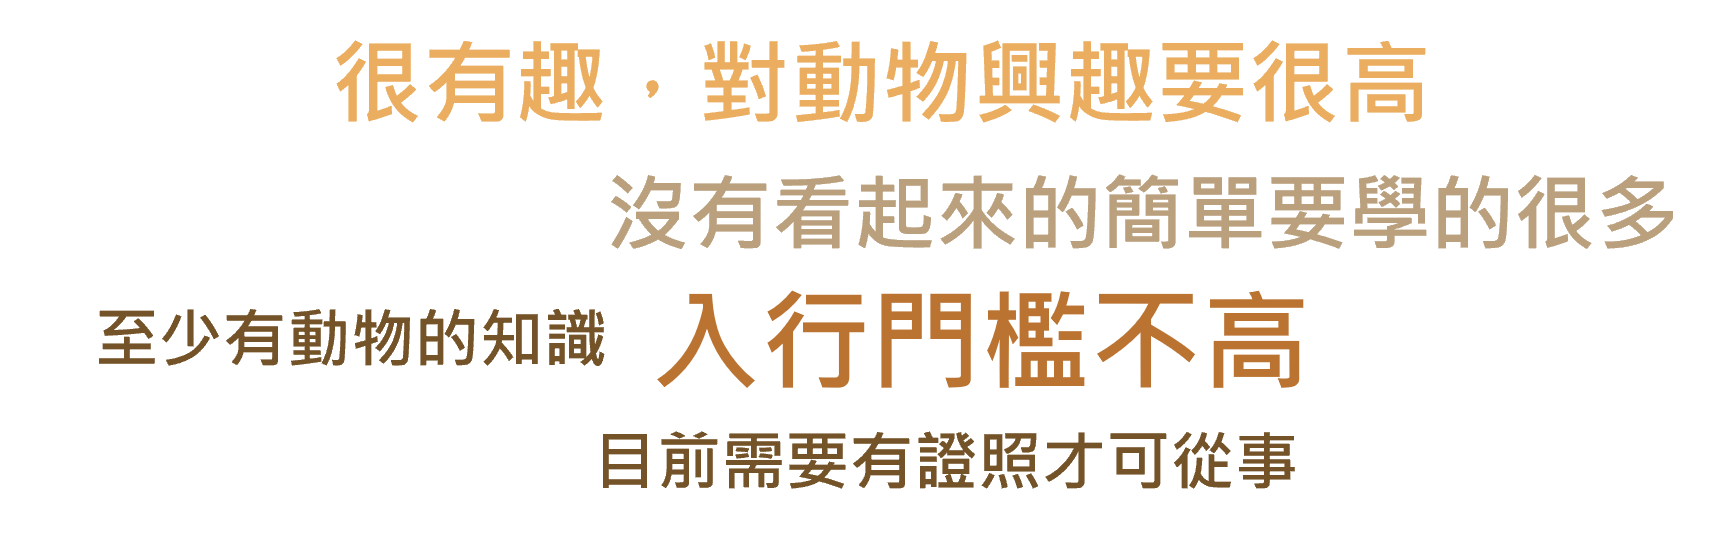 很有趣，對動物興趣要很高
沒有看起來的簡單要學的很多
至少有動物的知識
入行門檻不高
目前需要有證照才可從事